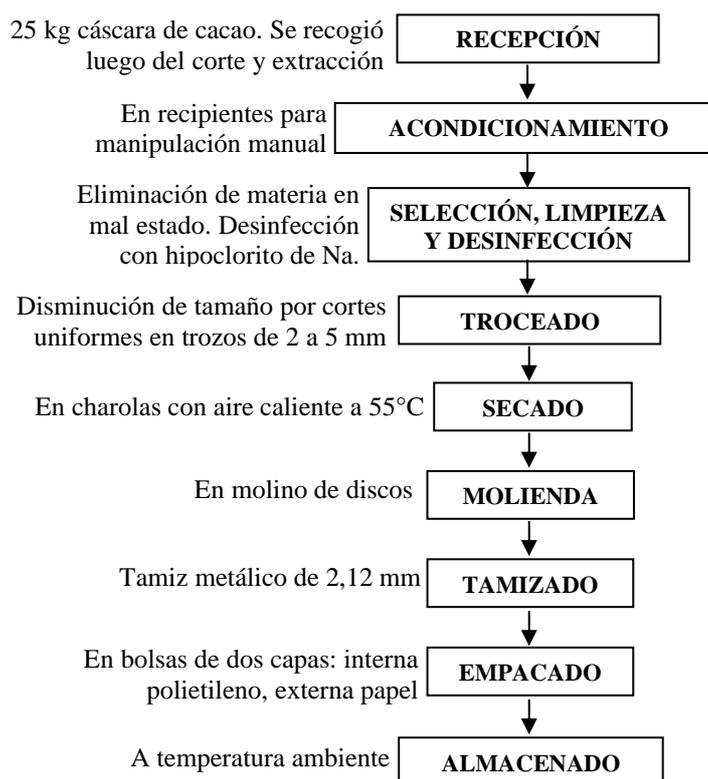 25 kg cáscara de cacao. Se recogió
luego del corte y extracción
RECEPCIÓN
En recipientes para
manipulación manual
ACONDICIONAMIENTO
Eliminación de materia en
mal estado. Desinfección
con hipoclorito de Na.
SELECCIÓN, LIMPIEZA
Y DESINFECCIÓN
Disminución de tamaño por cortes
uniformes en trozos de 2 a 5 mm
TROCEADO
En charolas con aire caliente a 55°C
SECADO
En molino de discos
MOLIENDA
Tamiz metálico de 2,12 mm
TAMIZADO
En bolsas de dos capas: interna
polietileno, externa papel
EMPACADO
A temperatura ambiente
ALMACENADO